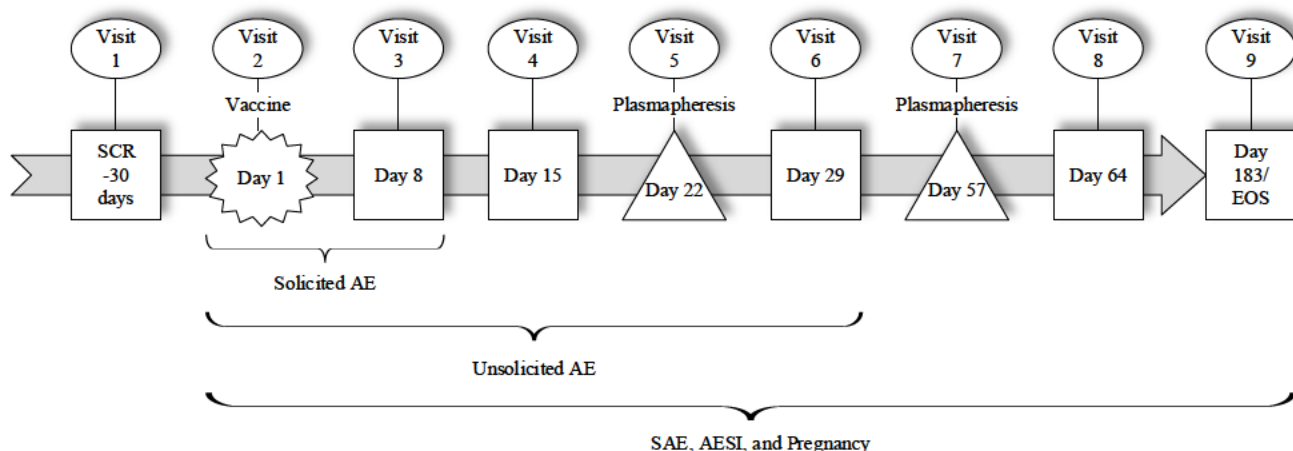 Visit 1
Visit 2
Visit 3
Visit 4
Visit 5
Visit 6
Visit 7
Visit 8
Visit 9
Vaccine
Plasmapheresis
Plasmapheresis
SCR
-30
days
Day 1
Day 8
Day 15
Day 22
Day 29
Day 57
Day 64
Day
183/
EOS
Solicited AE
Unsolicited AE
SAE, AESI, and Pregnancy